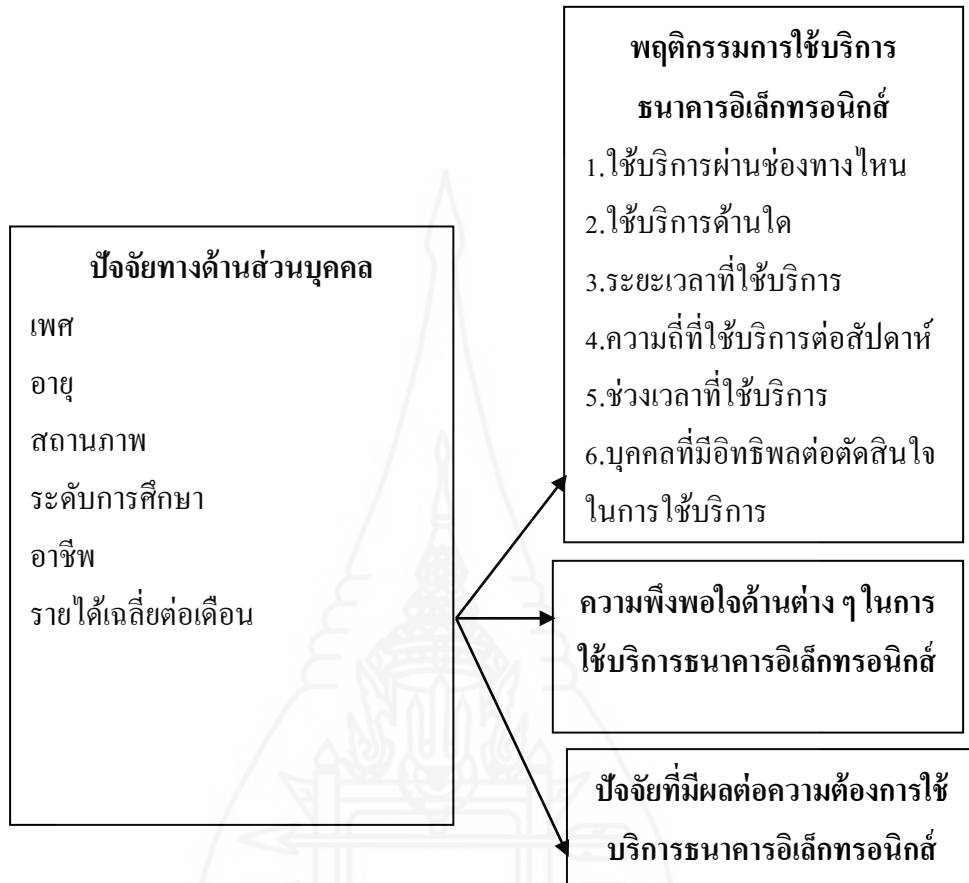 ปัจจัยทางด้านส่วนบุคคล
เพศ
อายุ
สถานภาพ
ระดับการศึกษา
อาชีพ
รายได้เฉลี่ยต่อเดือน
พฤติกรรมการใช้บริการ
ธนาคารอิเล็กทรอนิกส์
1.ใช้บริการผ่านช่องทางไหน
2.ใช้บริการด้านใด
3.ระยะเวลาที่ใช้บริการ
4.ความถี่ที่ใช้บริการต่อสัปดาห์
5.ช่วงเวลาที่ใช้บริการ
6.บุคคลที่มีอิทธิพลต่อตัดสินใจ
ในการใช้บริการ
ความพึงพอใจด้านต่าง ๆ ในการ
ใช้บริการธนาคารอิเล็กทรอนิกส์
ปัจจัยที่มีผลต่อความต้องการใช้
บริการธนาคารอิเล็กทรอนิกส์